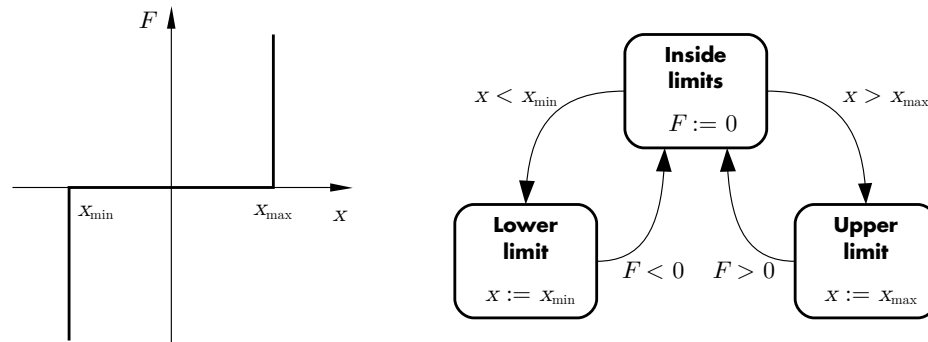 F
x_min
x_max
x
Inside
limits
F := 0
x < x_min
x > x_max
Lower
limit
x := x_min
F < 0
F > 0
Upper
limit
x := x_max